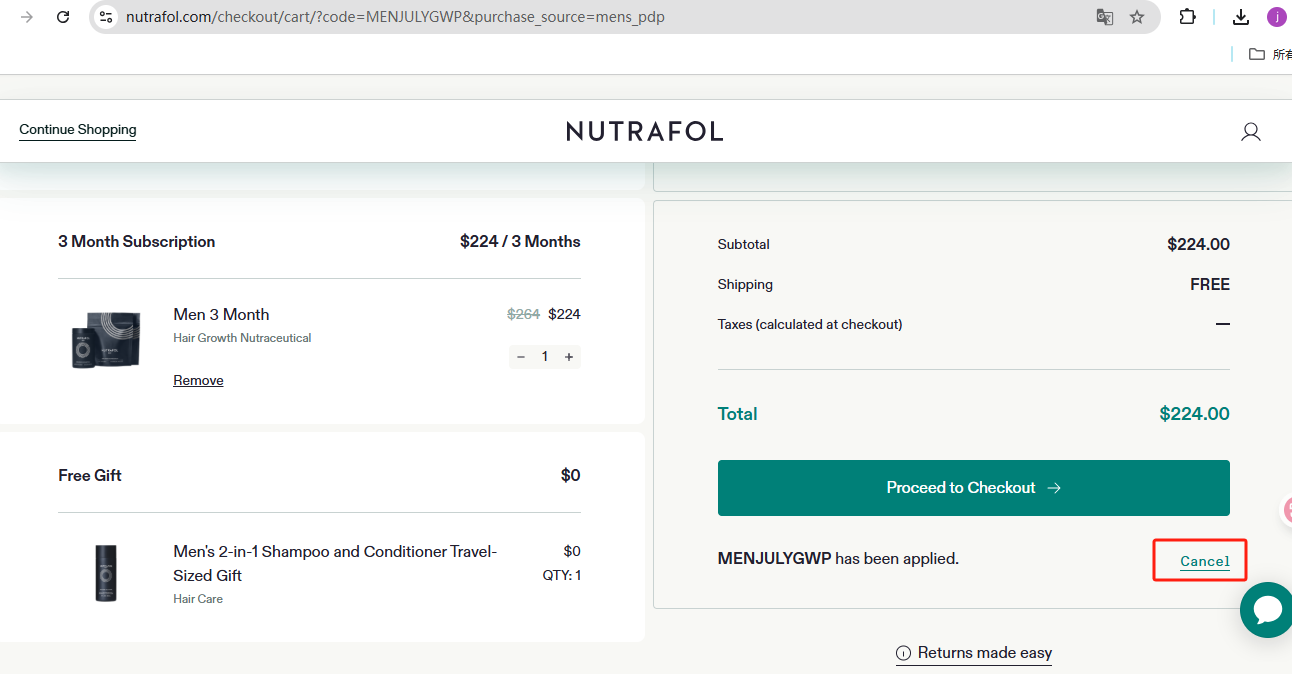 nutrafol.com/checkout/cart/?code=MENJULYGWP&purchase_source=mens_pdp
j
所有
Continue Shopping
NUTRAFOL
3 Month Subscription
$224 / 3 Months
Men 3 Month
$264 $224
Hair Growth Nutraceutical
− 1 +
Remove
Free Gift
$0
Men's 2-in-1 Shampoo and Conditioner Travel-
$0
Sized Gift
QTY: 1
Hair Care
Subtotal
$224.00
Shipping
FREE
Taxes (calculated at checkout)
—
Total
$224.00
Proceed to Checkout →
MENJULYGWP has been applied.
Cancel
Returns made easy